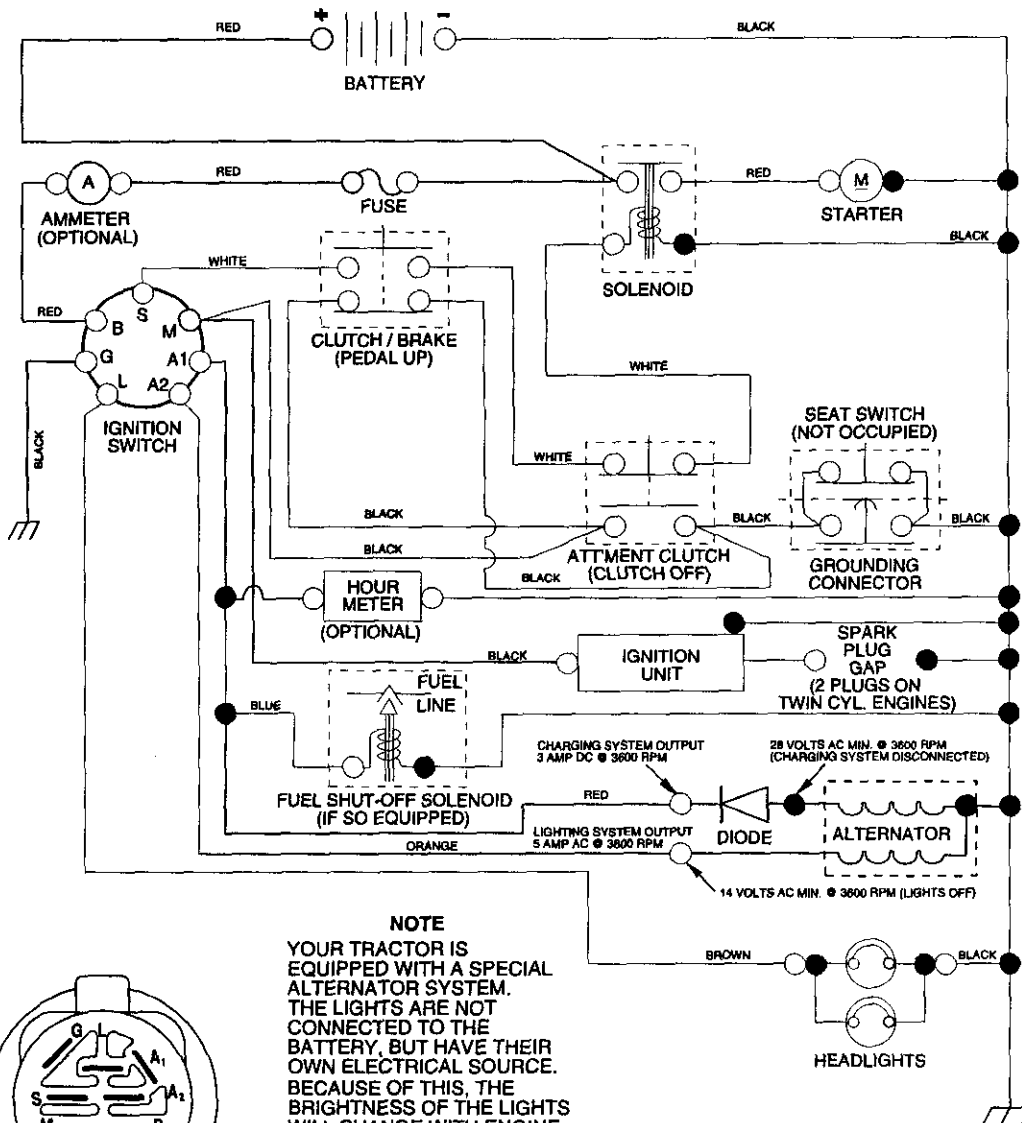 + -
RED
BLACK
BATTERY
A
RED
FUSE
RED
M
STARTER
AMMETER
(OPTIONAL)
BLACK
SOLENOID
WHITE
RED
S
B
M
G
A1
L
A2
IGNITION
SWITCH
BLACK
CLUTCH / BRAKE
(PEDAL UP)
WHITE
SEAT SWITCH
(NOT OCCUPIED)
WHITE
BLACK
BLACK
BLACK
BLACK
ATT'MENT CLUTCH
(CLUTCH OFF)
GROUNDING
CONNECTOR
BLACK
HOUR
METER
(OPTIONAL)
BLACK
IGNITION
UNIT
SPARK
PLUG
GAP
(2 PLUGS ON
TWIN CYL. ENGINES)
BLUE
FUEL
LINE
FUEL SHUT-OFF SOLENOID
(IF SO EQUIPPED)
CHARGING SYSTEM OUTPUT
3 AMP DC @ 3600 RPM
28 VOLTS AC MIN. @ 3600 RPM
(CHARGING SYSTEM DISCONNECTED)
RED
DIODE
ALTERNATOR
ORANGE
LIGHTING SYSTEM OUTPUT
5 AMP AC @ 3600 RPM
14 VOLTS AC MIN. @ 3600 RPM (LIGHTS OFF)
BROWN
BLACK
HEADLIGHTS
NOTE
YOUR TRACTOR IS
EQUIPPED WITH A SPECIAL
ALTERNATOR SYSTEM.
THE LIGHTS ARE NOT
CONNECTED TO THE
BATTERY, BUT HAVE THEIR
OWN ELECTRICAL SOURCE.
BECAUSE OF THIS, THE
BRIGHTNESS OF THE LIGHTS
WILL CHANGE WITH ENGINE
G L
A1
A2
S
M
B